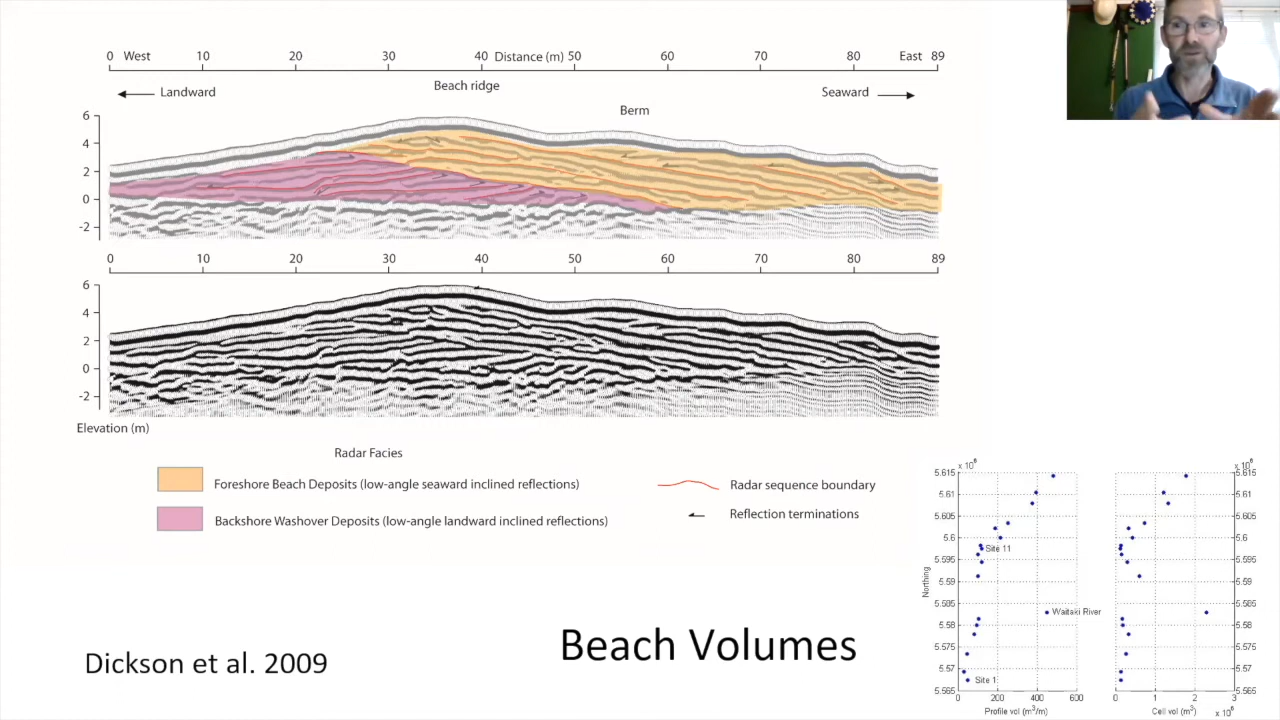 0 West 10 20 30 40 Distance (m) 50 60 70 80 East 89
Landward
Beach ridge
Seaward
Berm
6
4
2
0
-2
0 10 20 30 40 50 60 70 80 89
6
4
2
0
-2
Elevation (m)
Radar Facies
Foreshore Beach Deposits (low-angle seaward inclined reflections)
Radar sequence boundary
Backshore Washover Deposits (low-angle landward inclined reflections)
Reflection terminations
Dickson et al. 2009
Beach Volumes
x 10⁶ x 10⁶
5.615 5.615
5.61 5.61
5.605 5.605
5.6 5.6
Site 11
5.595 5.595
5.59 5.59
Northing
5.585 5.585
Waitaki River
5.58 5.58
5.575 5.575
5.57 5.57
Site 1
5.565 5.565
0 200 400 600 0 1 2 3
Profile vol (m³/m) Cell vol (m³) x 10⁶